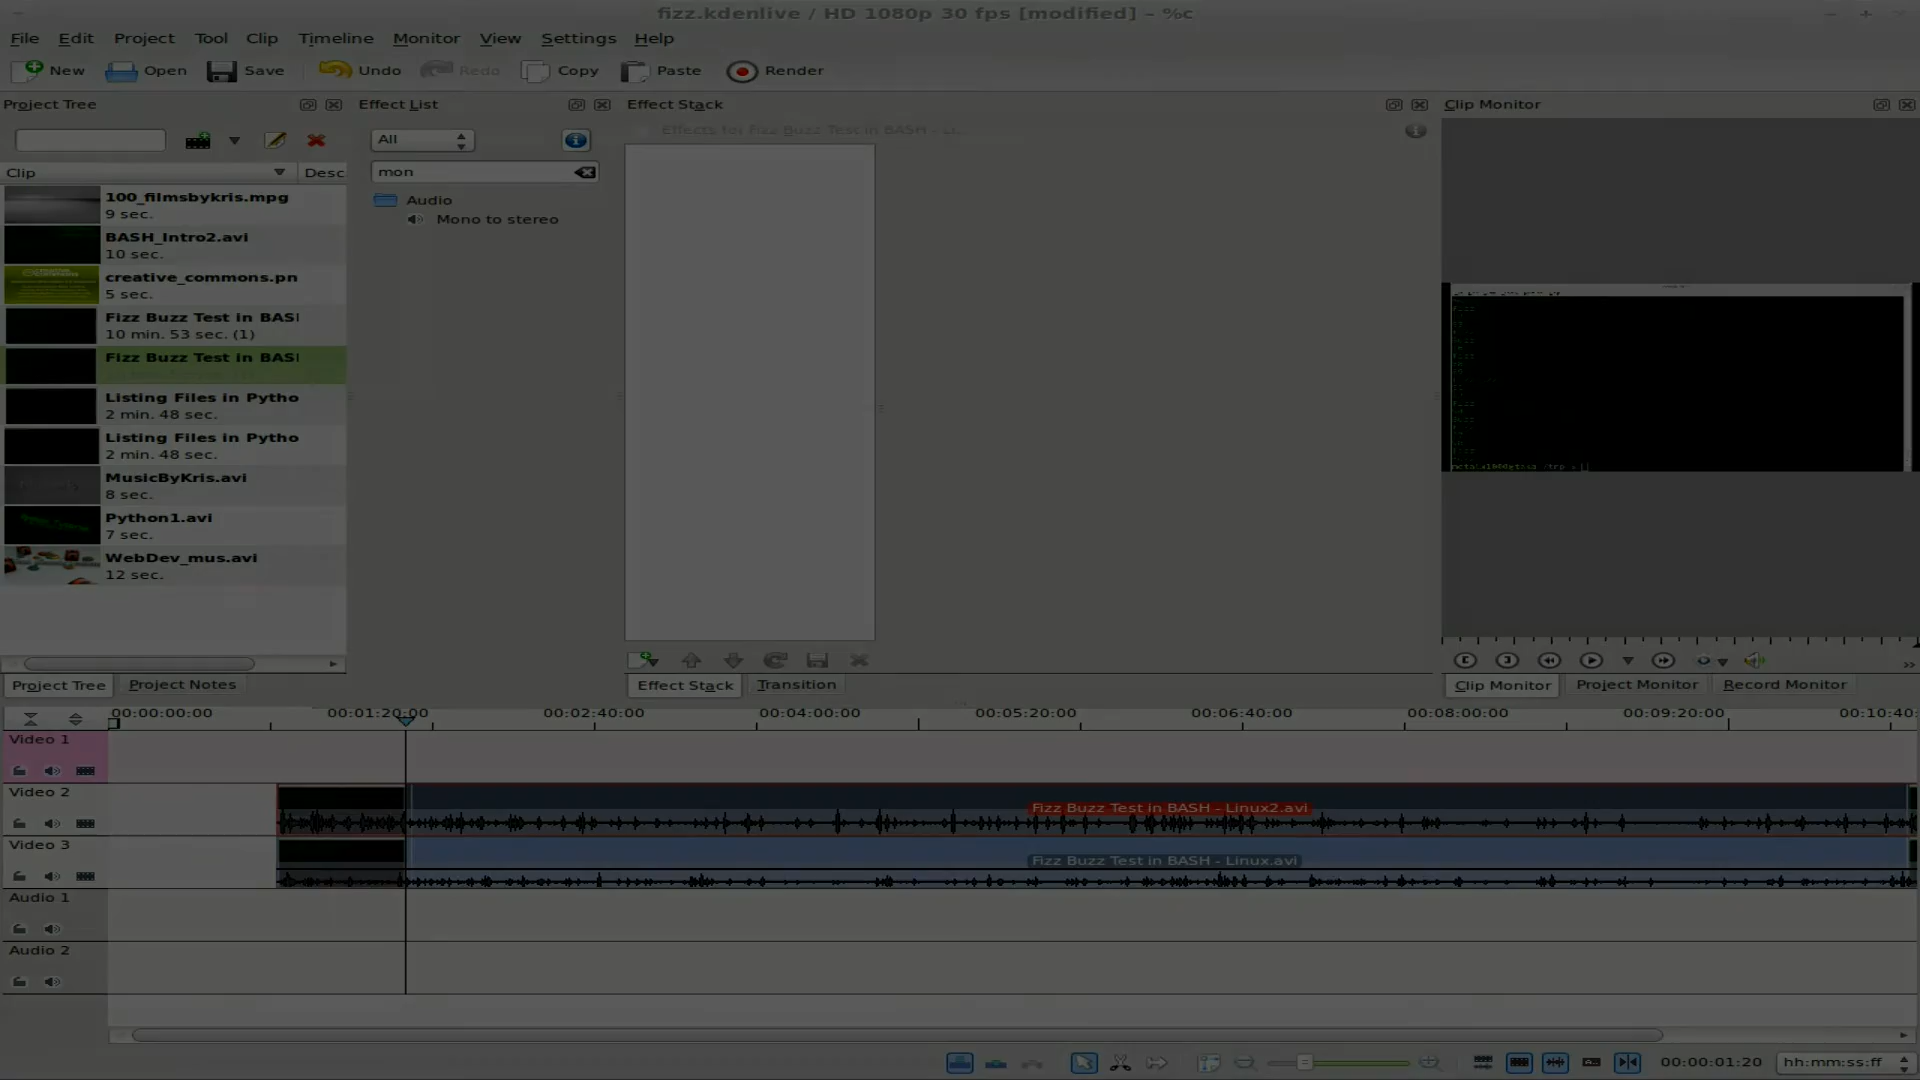 fizz.kdenlive / HD 1080p 30 fps [modified] – %c
File Edit Project Tool Clip Timeline Monitor View Settings Help
New Open Save Undo Redo Copy Paste Render
Project Tree
Effect List
Effect Stack
Clip Monitor
All
Effects for Fizz Buzz Test in BASH - Li...
mon
Clip
Desc
Audio
Mono to stereo
100_filmsbykris.mpg
9 sec.
BASH_Intro2.avi
10 sec.
creative_commons.pn
5 sec.
Fizz Buzz Test in BASH
10 min. 53 sec. (1)
Fizz Buzz Test in BASH
Listing Files in Pytho
2 min. 48 sec.
Listing Files in Pytho
2 min. 48 sec.
MusicByKris.avi
8 sec.
Python1.avi
7 sec.
WebDev_mus.avi
12 sec.
Project Tree Project Notes
Effect Stack Transition
Clip Monitor Project Monitor Record Monitor
00:00:00:00 00:01:20:00 00:02:40:00 00:04:00:00 00:05:20:00 00:06:40:00 00:08:00:00 00:09:20:00 00:10:40:
Video 1
Video 2
Fizz Buzz Test in BASH - Linux2.avi
Video 3
Fizz Buzz Test in BASH - Linux.avi
Audio 1
Audio 2
00:00:01:20 hh:mm:ss:ff